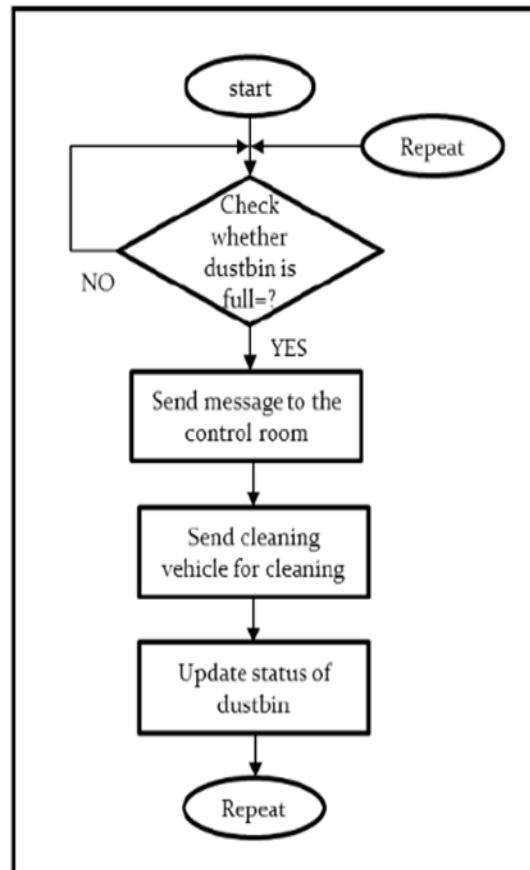 start
Repeat
Check
whether
dustbin is
full=?
NO
YES
Send message to the
control room
Send cleaning
vehicle for cleaning
Update status of
dustbin
Repeat